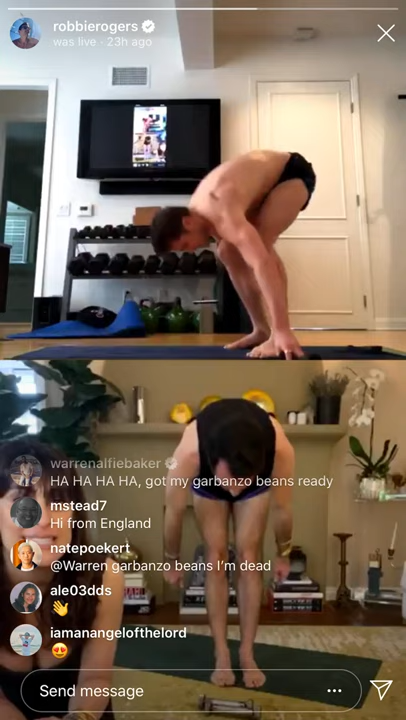 robbierogers
was live · 23h ago
warrenalfiebaker
HA HA HA HA, got my garbanzo beans ready
mstead7
Hi from England
natepoekert
@Warren garbanzo beans I'm dead
ale03dds
👋
iamanangelofthelord
😍
Send message